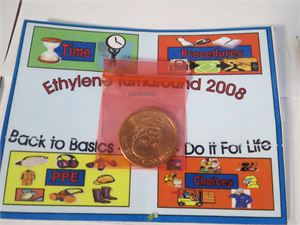 Time
Procedures
Ethylene Turnaround 2008
Back to Basics
Do It For Life
PPE
Choices